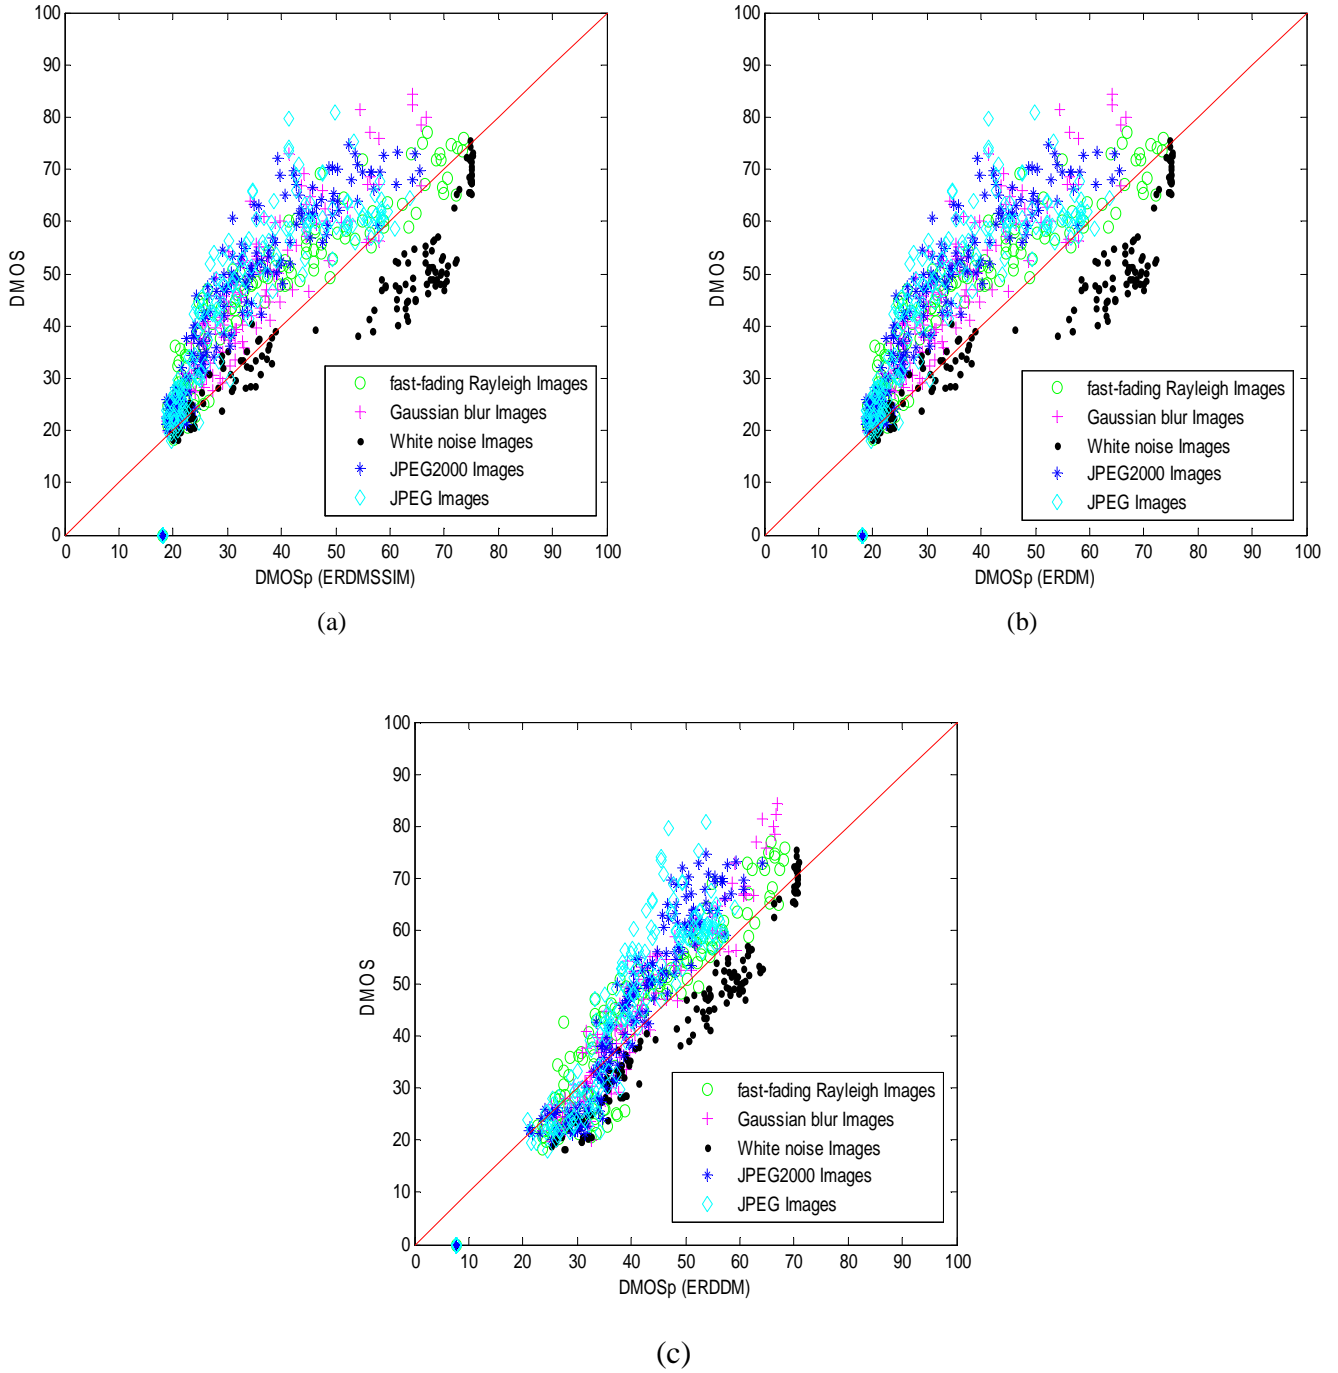 100
90
80
70
60
50
40
30
20
10
0
DMOS
0 10 20 30 40 50 60 70 80 90 100
DMOSp (ERDMSSIM)
fast-fading Rayleigh Images
Gaussian blur Images
White noise Images
JPEG2000 Images
JPEG Images
(a)
100
90
80
70
60
50
40
30
20
10
0
DMOS
0 10 20 30 40 50 60 70 80 90 100
DMOSp (ERDM)
fast-fading Rayleigh Images
Gaussian blur Images
White noise Images
JPEG2000 Images
JPEG Images
(b)
100
90
80
70
60
50
40
30
20
10
0
DMOS
0 10 20 30 40 50 60 70 80 90 100
DMOSp (ERDDM)
fast-fading Rayleigh Images
Gaussian blur Images
White noise Images
JPEG2000 Images
JPEG Images
(c)